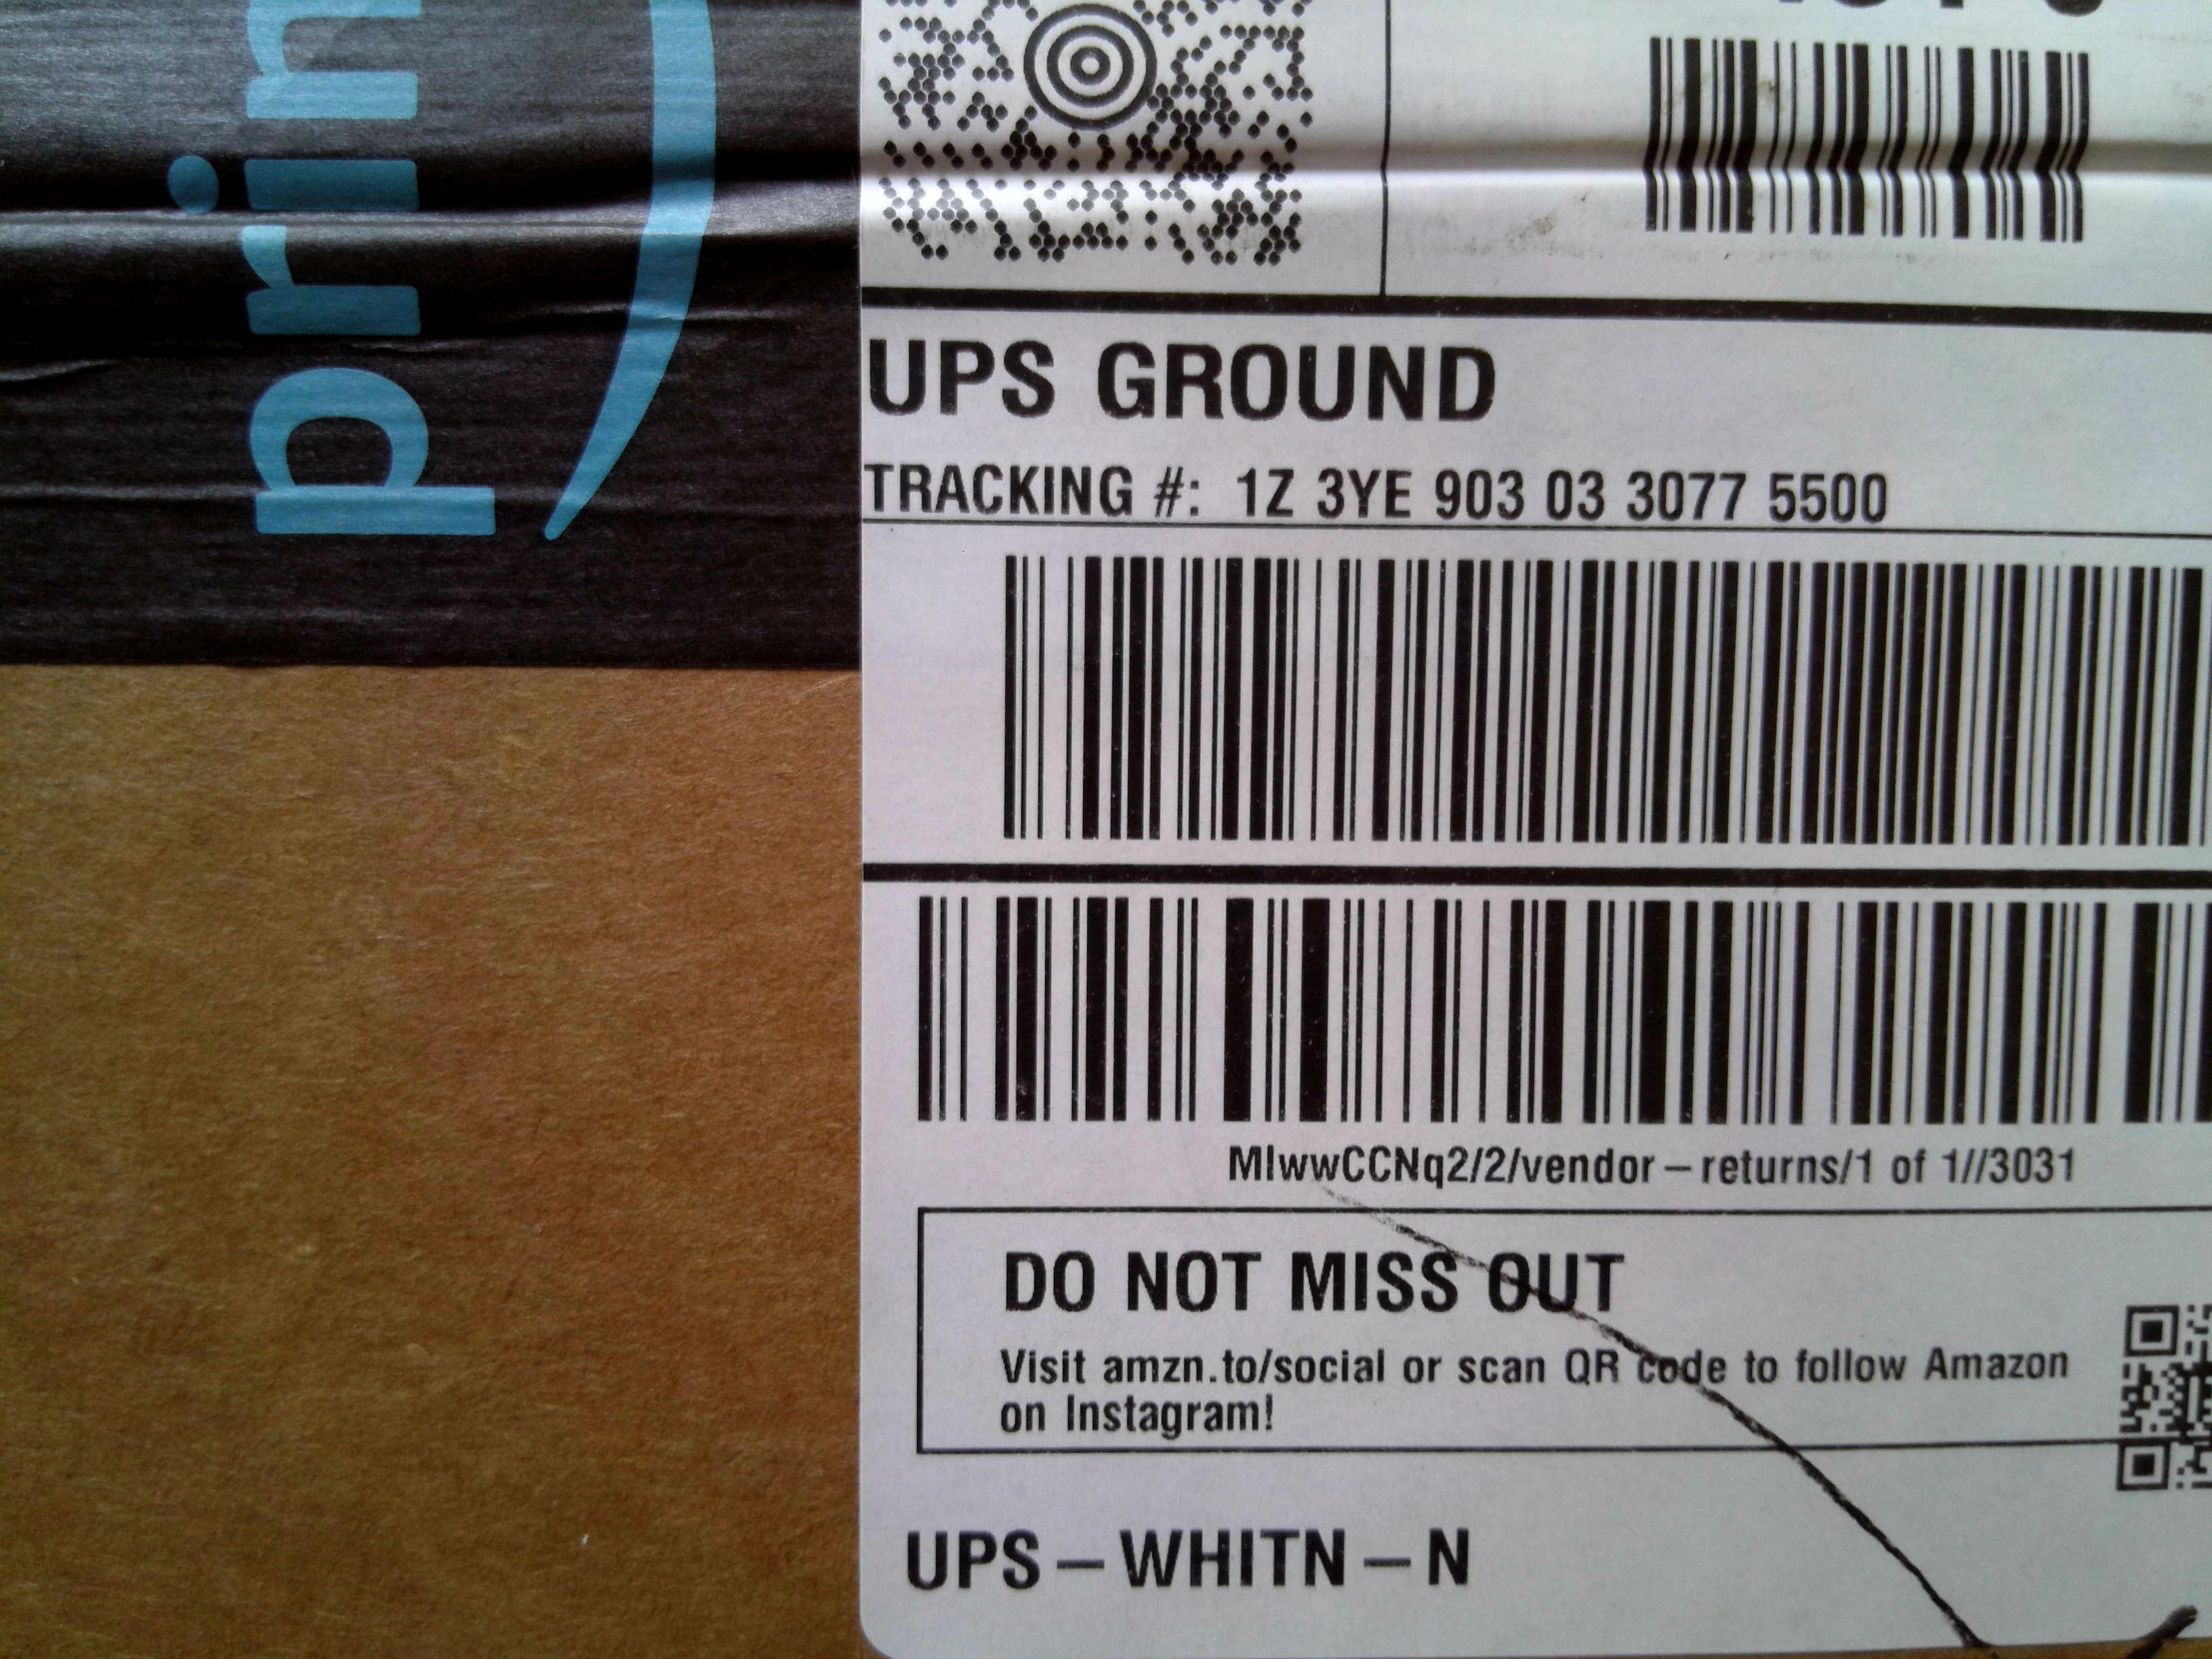 prim
UPS GROUND
TRACKING #: 1Z 3YE 903 03 3077 5500
MIwwCCNq2/2/vendor – returns/1 of 1//3031
DO NOT MISS OUT
Visit amzn.to/social or scan QR code to follow Amazon
on Instagram!
UPS – WHITN – N